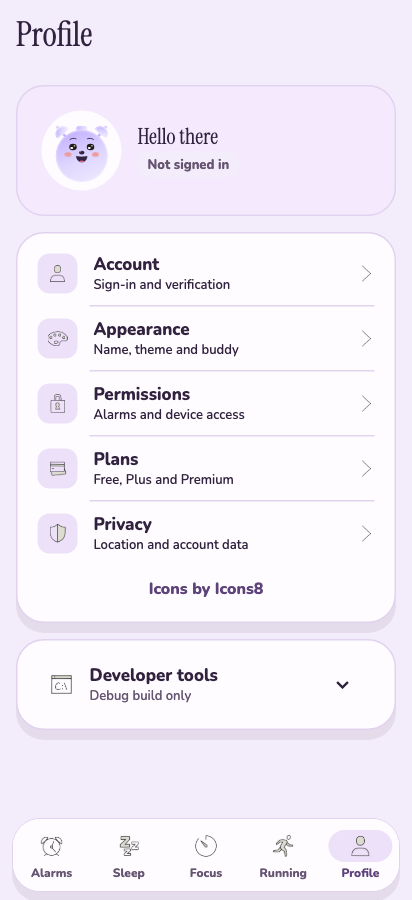 Profile
Hello there
Not signed in
Account
Sign-in and verification
Appearance
Name, theme and buddy
Permissions
Alarms and device access
Plans
Free, Plus and Premium
Privacy
Location and account data
Icons by Icons8
C:\
Developer tools
Debug build only
Alarms
Sleep
Focus
Running
Profile